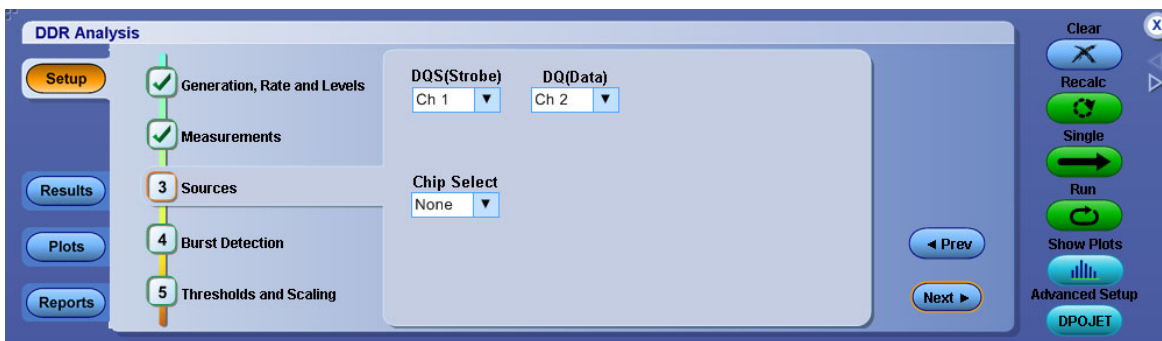 DDR Analysis
Setup
Results
Plots
Reports
Generation, Rate and Levels
Measurements
3 Sources
4 Burst Detection
5 Thresholds and Scaling
DQS(Strobe) DQ(Data)
Ch 1 ▼ Ch 2 ▼
Chip Select
None ▼
◄ Prev
Next ►
Clear
X
Recalc
Single
Run
Show Plots
Advanced Setup
DPOJET